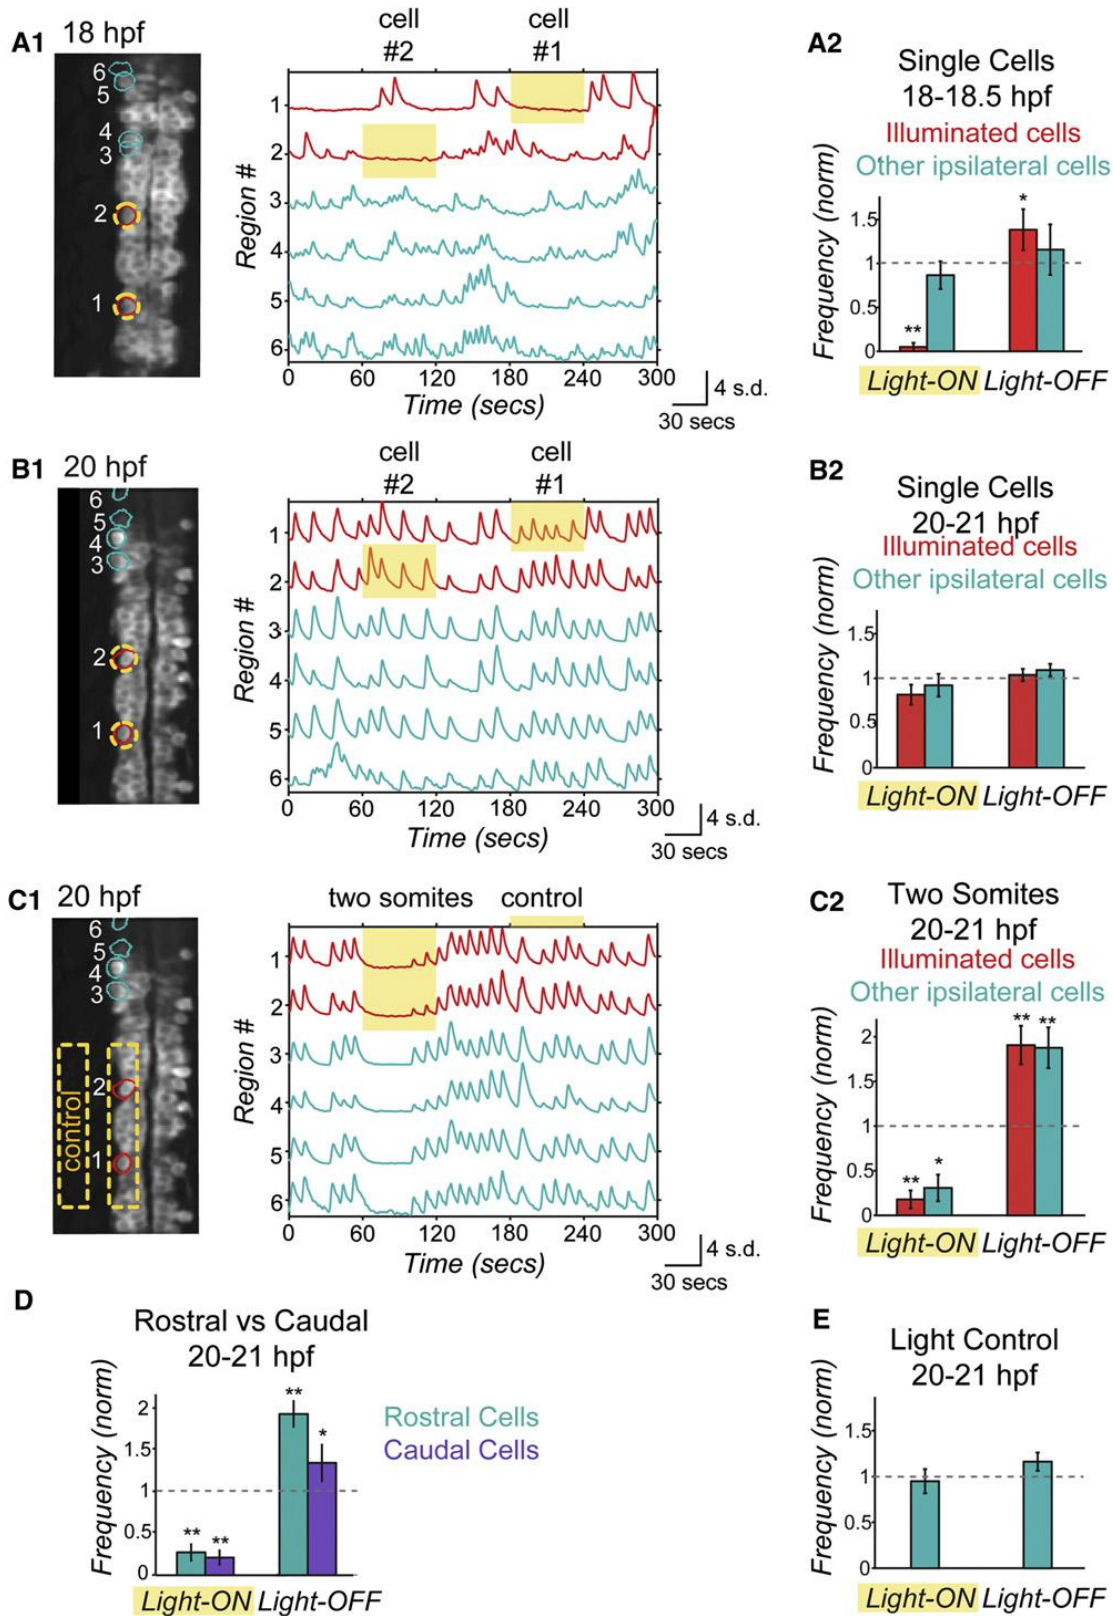 A1
18 hpf
6
5
4
3
2
1
cell
#2
cell
#1
Region #
1
2
3
4
5
6
0 60 120 180 240 300
Time (secs)
4 s.d.
30 secs
A2
Single Cells
18-18.5 hpf
Illuminated cells
Other ipsilateral cells
Frequency (norm)
1.5
1
0.5
0
**
*
Light-ON Light-OFF
B1
20 hpf
6
5
4
3
2
1
cell
#2
cell
#1
Region #
1
2
3
4
5
6
0 60 120 180 240 300
Time (secs)
4 s.d.
30 secs
B2
Single Cells
20-21 hpf
Illuminated cells
Other ipsilateral cells
Frequency (norm)
1.5
1
0.5
0
Light-ON Light-OFF
C1
20 hpf
6
5
4
3
2
1
control
two somites control
Region #
1
2
3
4
5
6
0 60 120 180 240 300
Time (secs)
4 s.d.
30 secs
C2
Two Somites
20-21 hpf
Illuminated cells
Other ipsilateral cells
Frequency (norm)
2
1.5
1
0.5
0
** *
** **
Light-ON Light-OFF
D
Rostral vs Caudal
20-21 hpf
Frequency (norm)
2
1.5
1
0.5
0
** **
** *
Rostral Cells
Caudal Cells
Light-ON Light-OFF
E
Light Control
20-21 hpf
Frequency (norm)
1.5
1
0.5
0
Light-ON Light-OFF